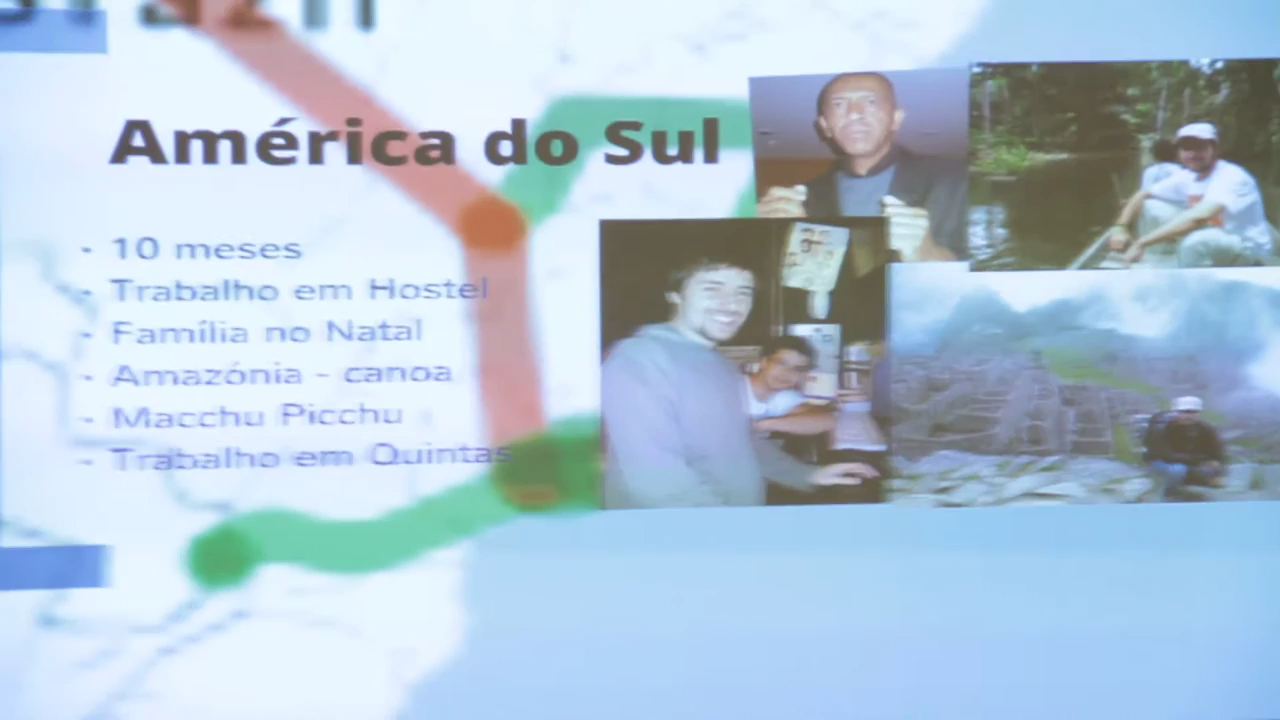 América do Sul
- 10 meses
- Trabalho em Hostel
- Família no Natal
- Amazónia - canoa
- Macchu Picchu
- Trabalho em Quintas